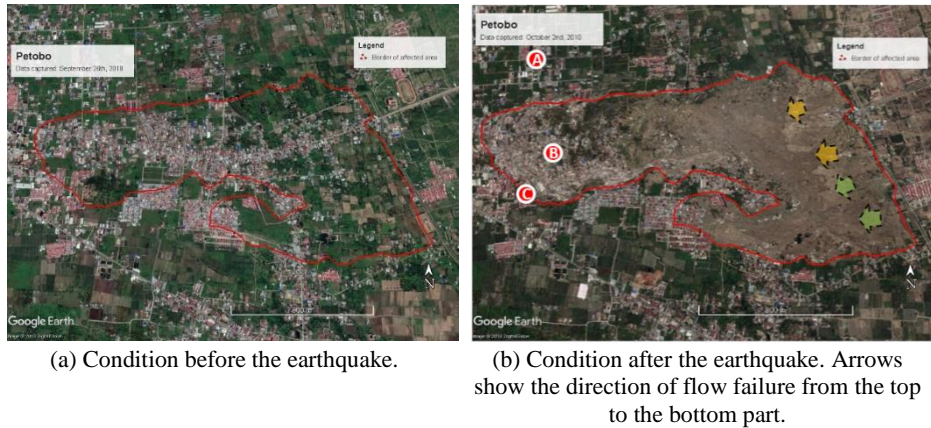 Petobo
Data captured: September 26th, 2018
Legend
Border of affected area
N
Google Earth
(a) Condition before the earthquake.
Petobo
Data captured: October 2nd, 2010
Legend
Border of affected area
A
B
C
N
Google Earth
(b) Condition after the earthquake. Arrows
show the direction of flow failure from the top
to the bottom part.